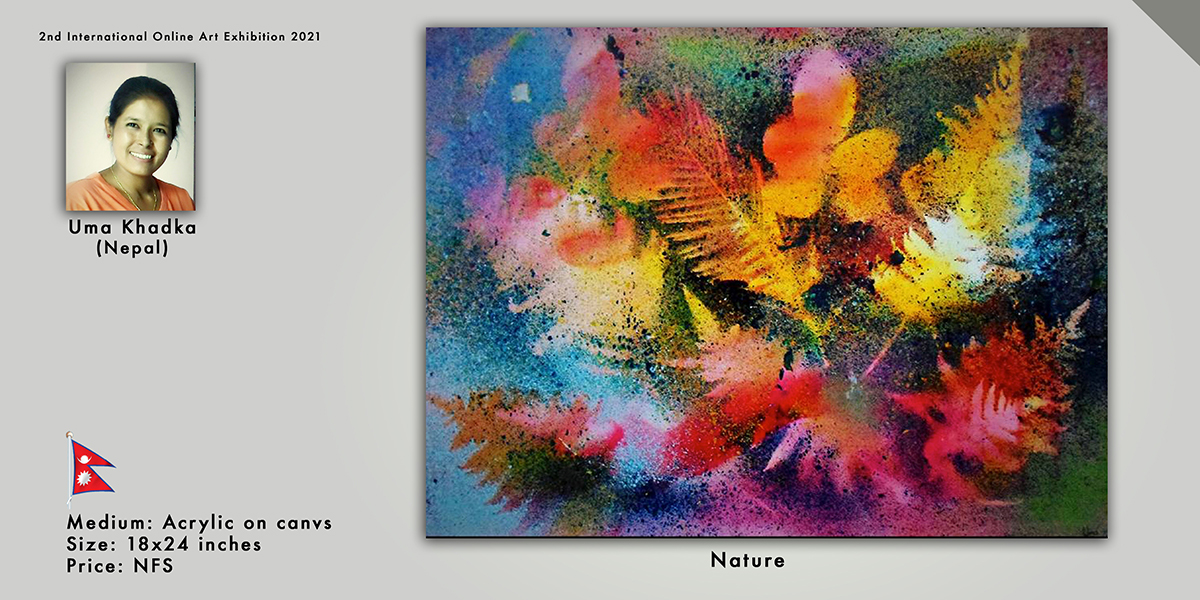 2nd International Online Art Exhibition 2021
Uma Khadka
(Nepal)
Medium: Acrylic on canvs
Size: 18x24 inches
Price: NFS
Nature